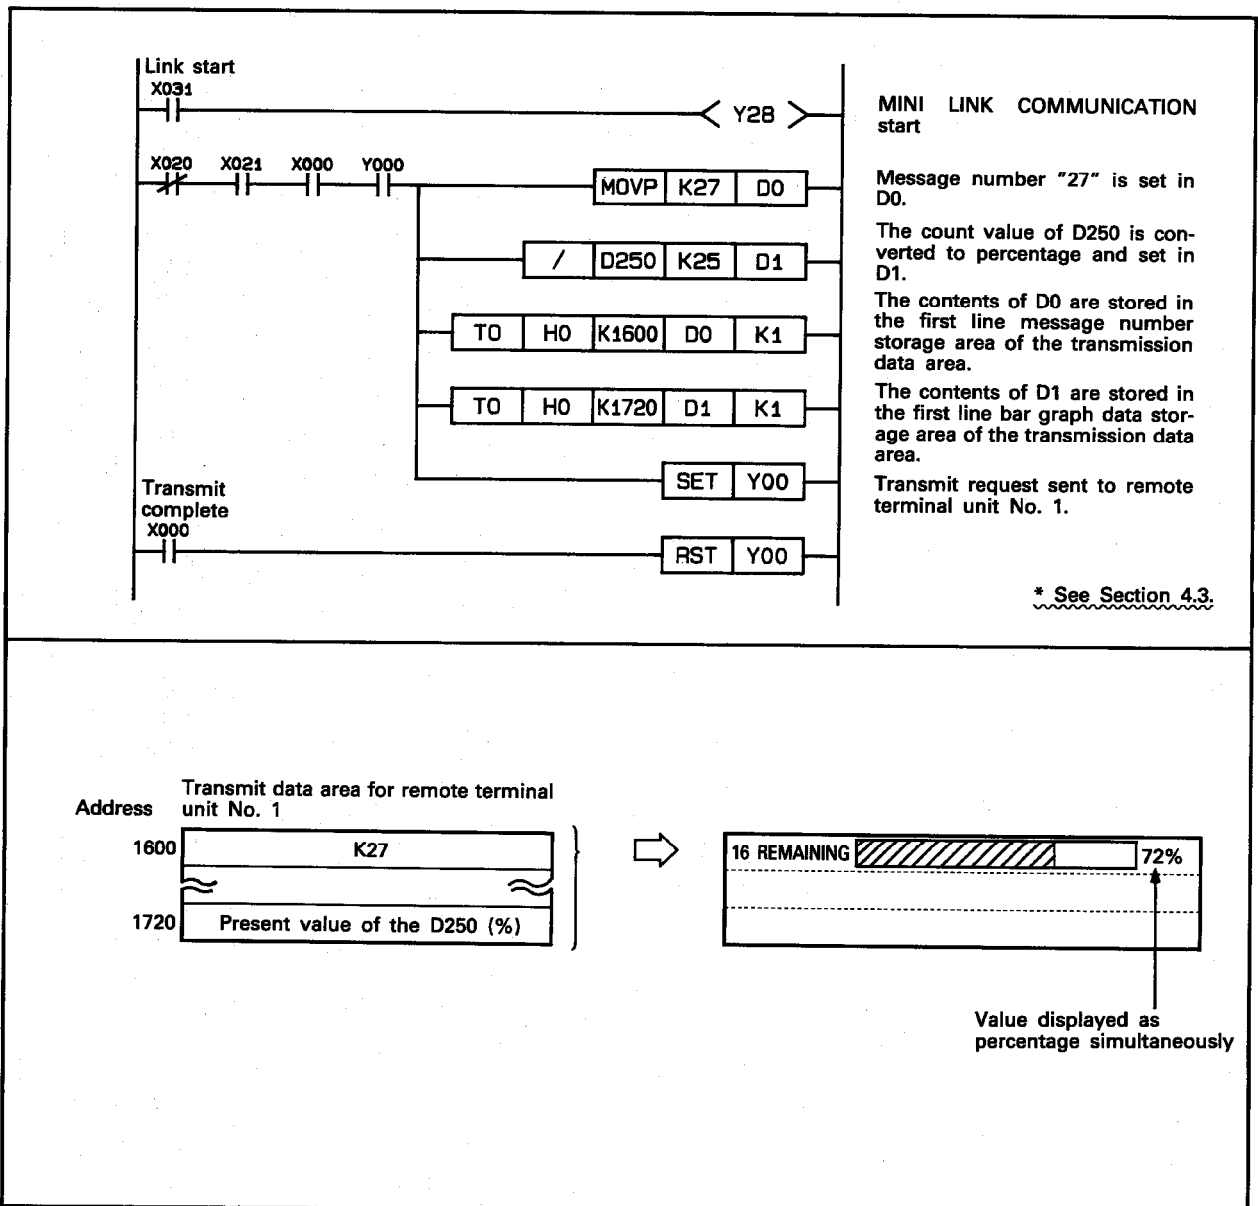 Link start
X031
Y28
MINI LINK COMMUNICATION
start
X020 X021 X000 Y000
MOVP K27 D0
Message number "27" is set in
D0.
/ D250 K25 D1
The count value of D250 is con-
verted to percentage and set in
D1.
TO H0 K1600 D0 K1
The contents of D0 are stored in
the first line message number
storage area of the transmission
data area.
TO H0 K1720 D1 K1
The contents of D1 are stored in
the first line bar graph data stor-
age area of the transmission data
area.
SET Y00
Transmit request sent to remote
terminal unit No. 1.
Transmit
complete
X000
RST Y00
* See Section 4.3.
Transmit data area for remote terminal
unit No. 1
Address
1600 K27
1720 Present value of the D250 (%)
16 REMAINING 72%
Value displayed as
percentage simultaneously